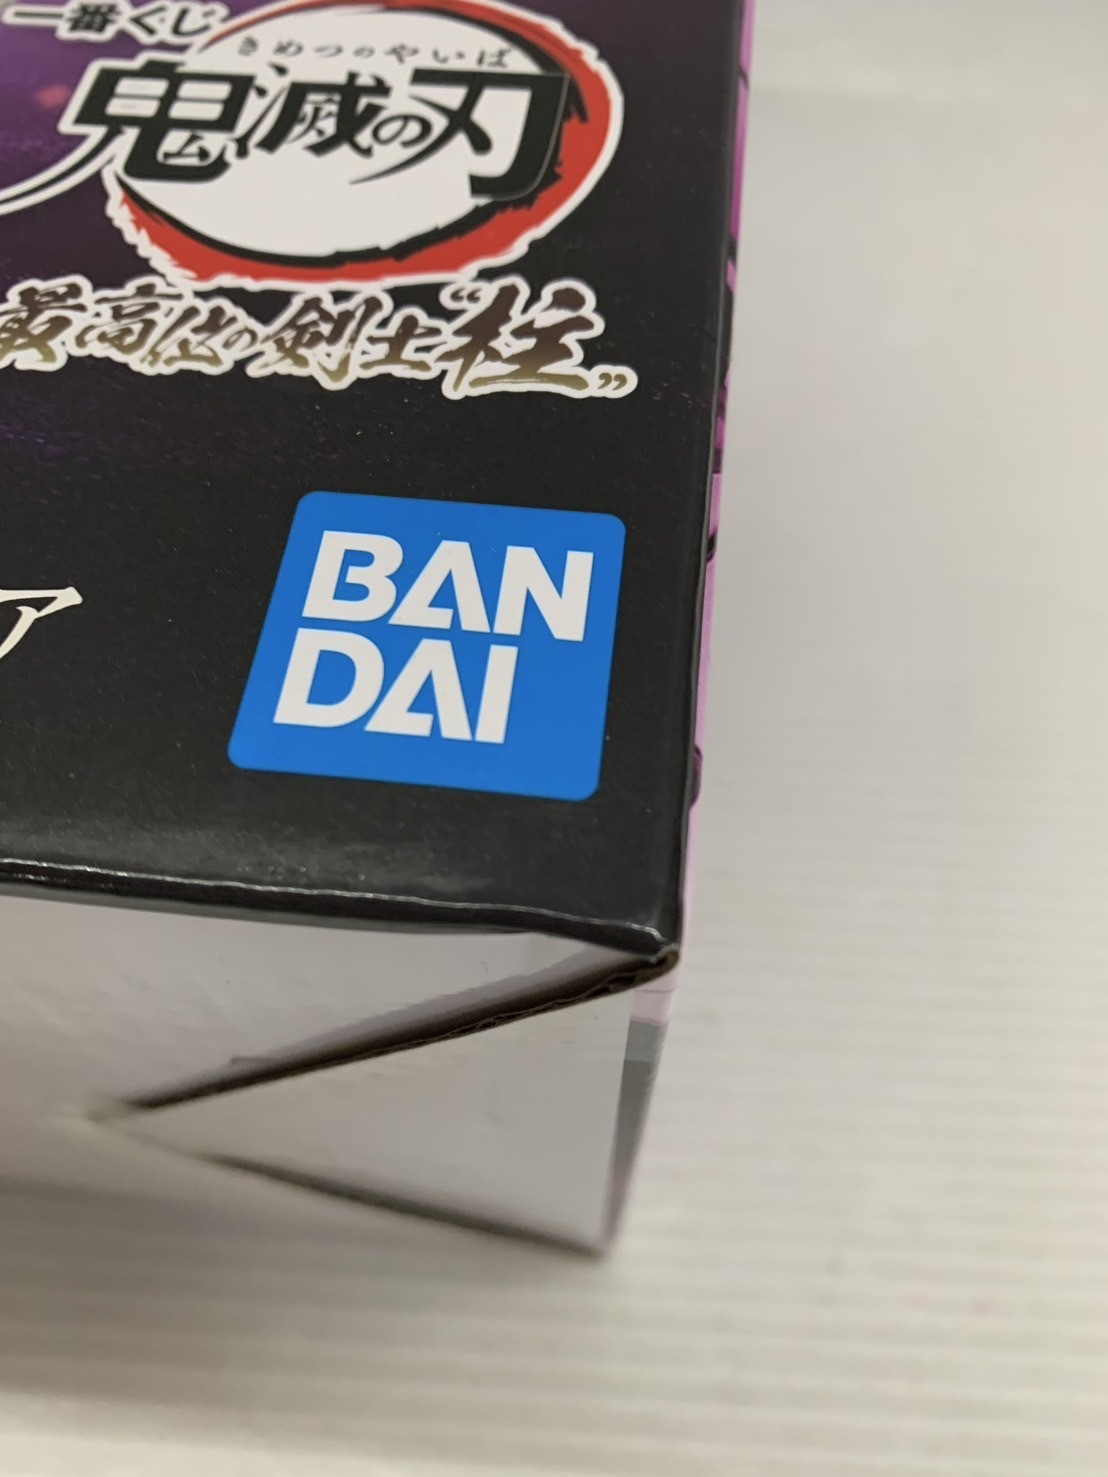 一番くじ
きめつのやいば
鬼滅の刃
最高位の剣士“柱”
BAN
DAI